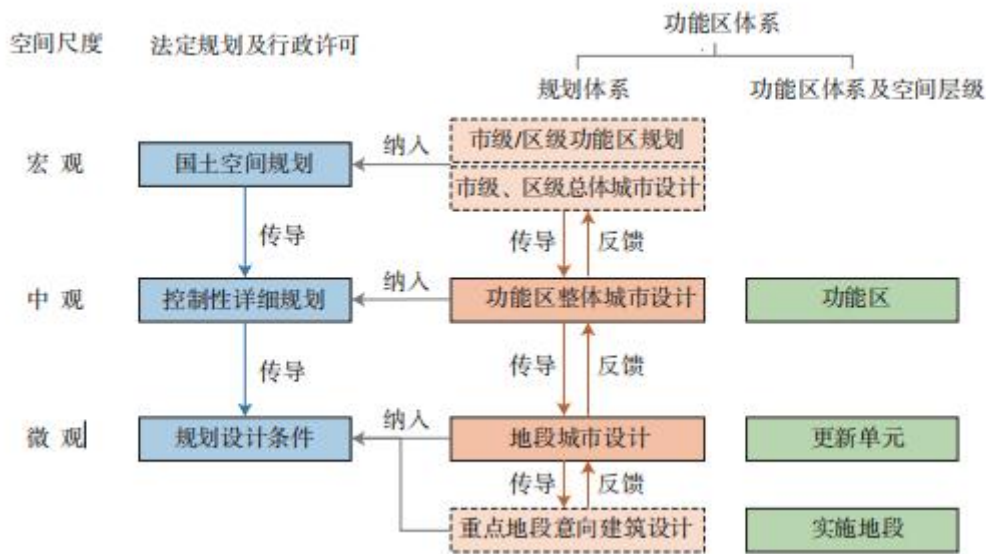 功能区体系
空间尺度 法定规划及行政许可
规划体系 功能区体系及空间层级
市级/区级功能区规划
纳入
宏 观 国土空间规划
市级、区级总体城市设计
传导 传导 反馈
纳入
中 观 控制性详细规划 功能区整体城市设计 功能区
传导 传导 反馈
纳入
微 观 规划设计条件 地段城市设计 更新单元
传导 反馈
重点地段意向建筑设计 实施地段